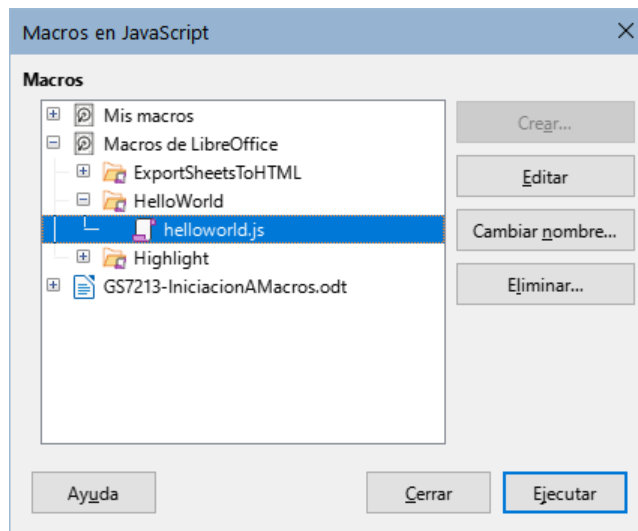 Macros en JavaScript
Macros
Mis macros
Macros de LibreOffice
ExportSheetsToHTML
HelloWorld
helloworld.js
Highlight
GS7213-IniciacionAMacros.odt
Crear...
Editar
Cambiar nombre...
Eliminar...
Ayuda
Cerrar
Ejecutar